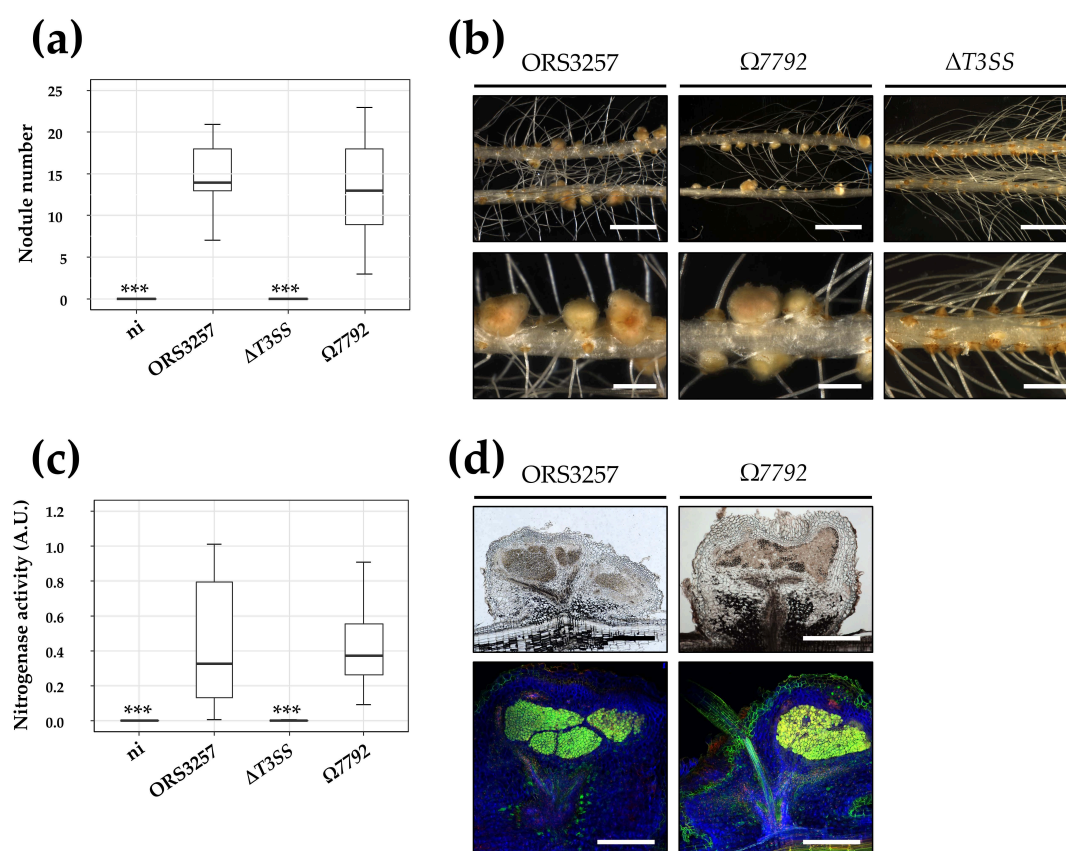 (a)
Nodule number
25
20
15
10
5
0
***
***
ni
ORS3257
ΔT3SS
Ω7792
(b)
ORS3257
Ω7792
ΔT3SS
(c)
Nitrogenase activity (A.U.)
1.2
1.0
0.8
0.6
0.4
0.2
0.0
***
***
ni
ORS3257
ΔT3SS
Ω7792
(d)
ORS3257
Ω7792